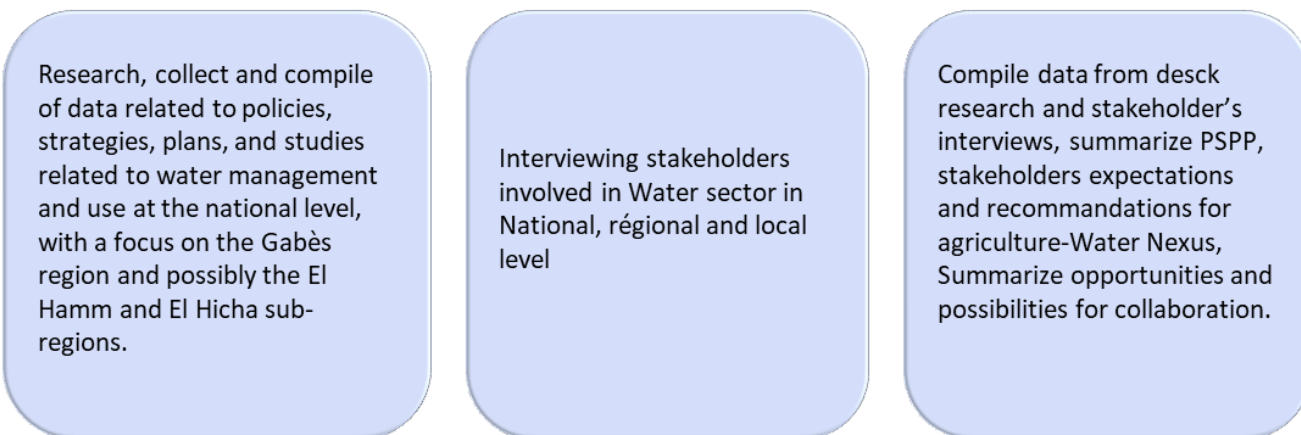 Research, collect and compile
of data related to policies,
strategies, plans, and studies
related to water management
and use at the national level,
with a focus on the Gabès
region and possibly the El
Hamm and El Hicha sub-
regions.
Interviewing stakeholders
involved in Water sector in
National, régional and local
level
Compile data from desck
research and stakeholder’s
interviews, summarize PSPP,
stakeholders expectations
and recommandations for
agriculture-Water Nexus,
Summarize opportunities and
possibilities for collaboration.